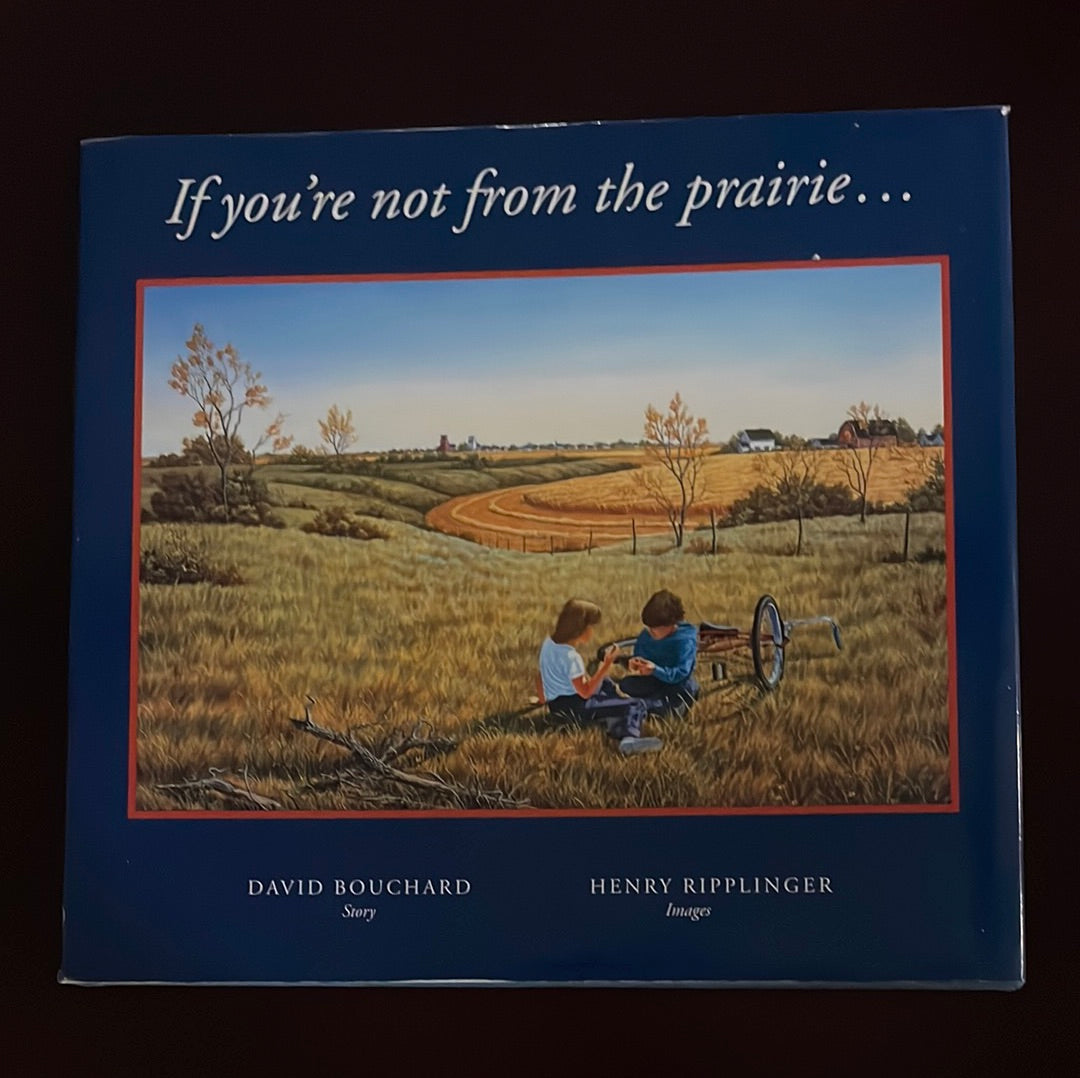 If you're not from the prairie...
DAVID BOUCHARD
Story
HENRY RIPPLINGER
Images